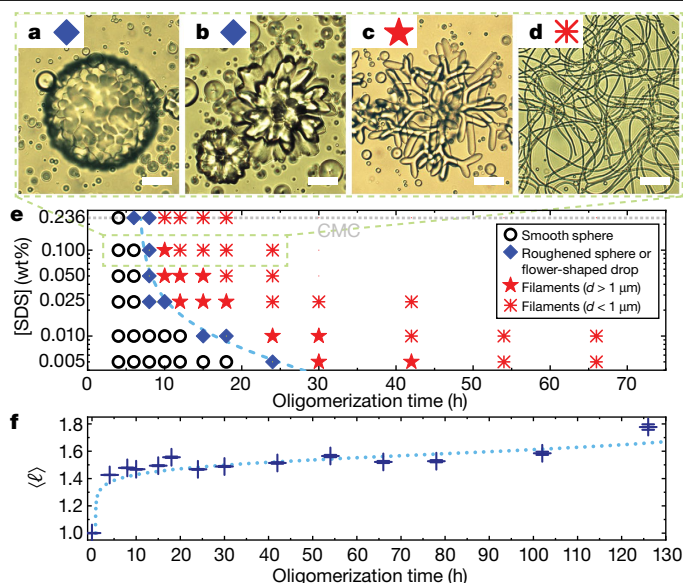 a b c d
e
0.236
0.100
0.050
0.025
0.010
0.005
[SDS] (wt%)
CMC
Smooth sphere
Roughened sphere or
flower-shaped drop
Filaments (d > 1 μm)
Filaments (d < 1 μm)
0 10 20 30 40 50 60 70
Oligomerization time (h)
f
1.8
1.6
1.4
1.2
1.0
⟨ℓ⟩
0 10 20 30 40 50 60 70 80 90 100 110 120 130
Oligomerization time (h)